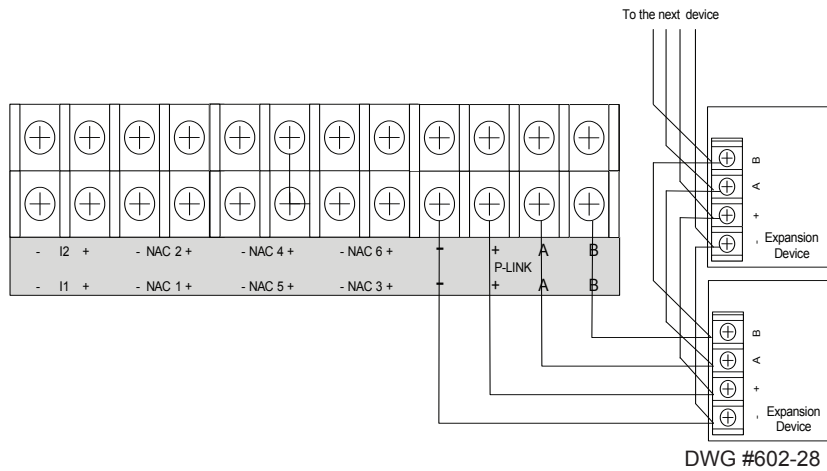 To the next device
B
A
+
-
Expansion
Device
- I2 + - NAC 2 + - NAC 4 + - NAC 6 + - + A B
P-LINK
- I1 + - NAC 1 + - NAC 5 + - NAC 3 + - + A B
B
A
+
-
Expansion
Device
DWG #602-28